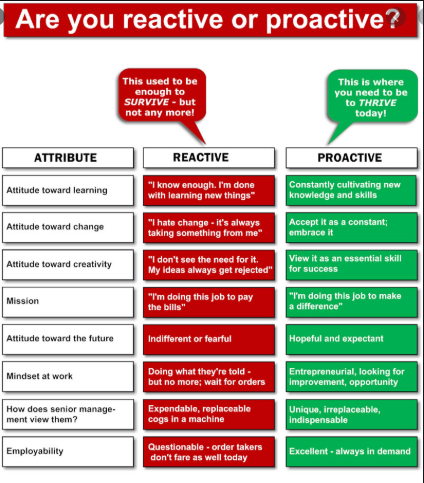 Are you reactive or proactive?
This used to be
enough to
SURVIVE - but
not any more!
This is where
you need to be
to THRIVE
today!
ATTRIBUTE
REACTIVE
PROACTIVE
Attitude toward learning
"I know enough. I'm done
with learning new things"
Constantly cultivating new
knowledge and skills
Attitude toward change
"I hate change - it's always
taking something from me"
Accept it as a constant;
embrace it
Attitude toward creativity
"I don't see the need for it.
My ideas always get rejected"
View it as an essential skill
for success
Mission
"I'm doing this job to pay
the bills"
"I'm doing this job to make
a difference"
Attitude toward the future
Indifferent or fearful
Hopeful and expectant
Mindset at work
Doing what they're told -
but no more; wait for orders
Entrepreneurial, looking for
improvement, opportunity
How does senior manage-
ment view them?
Expendable, replaceable
cogs in a machine
Unique, irreplaceable,
indispensable
Employability
Questionable - order takers
don't fare as well today
Excellent - always in demand